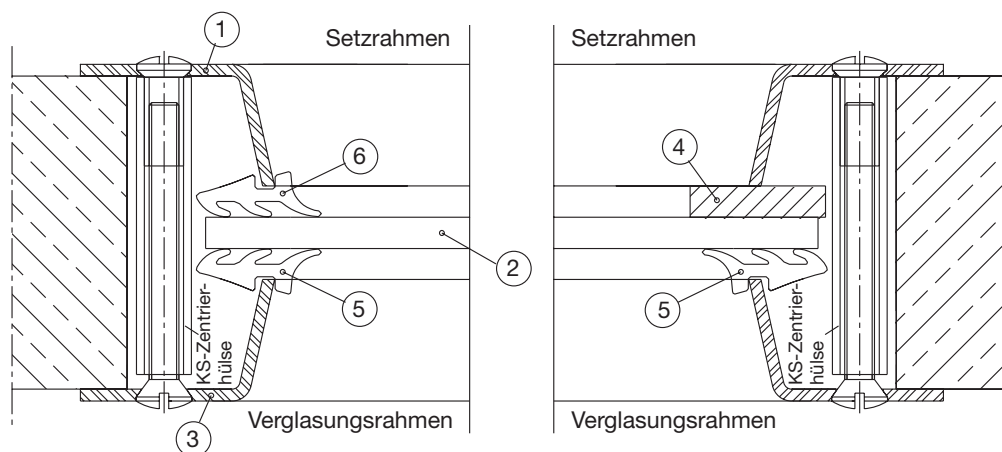 1
Setzrahmen
Setzrahmen
6
4
2
5
5
KS-Zentrier-
hülse
KS-Zentrier-
hülse
3
Verglasungsrahmen
Verglasungsrahmen